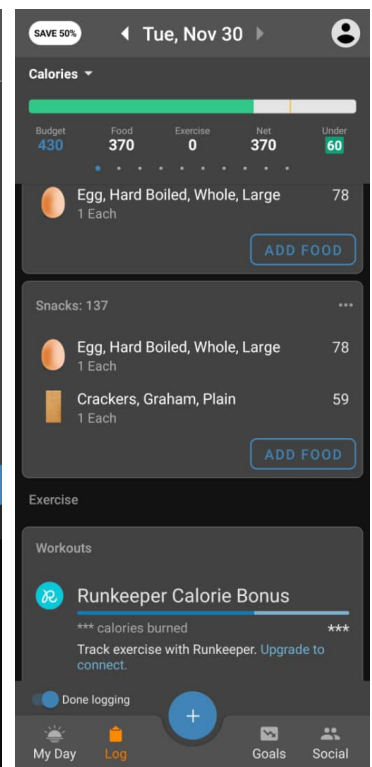 SAVE 50%
Tue, Nov 30
Calories
Budget Food Exercise Net Under
430 370 0 370 60
Egg, Hard Boiled, Whole, Large 78
1 Each
ADD FOOD
Snacks: 137
Egg, Hard Boiled, Whole, Large 78
1 Each
Crackers, Graham, Plain 59
1 Each
ADD FOOD
Exercise
Workouts
Runkeeper Calorie Bonus
*** calories burned ***
Track exercise with Runkeeper. Upgrade to
connect.
Done logging
My Day Log Goals Social